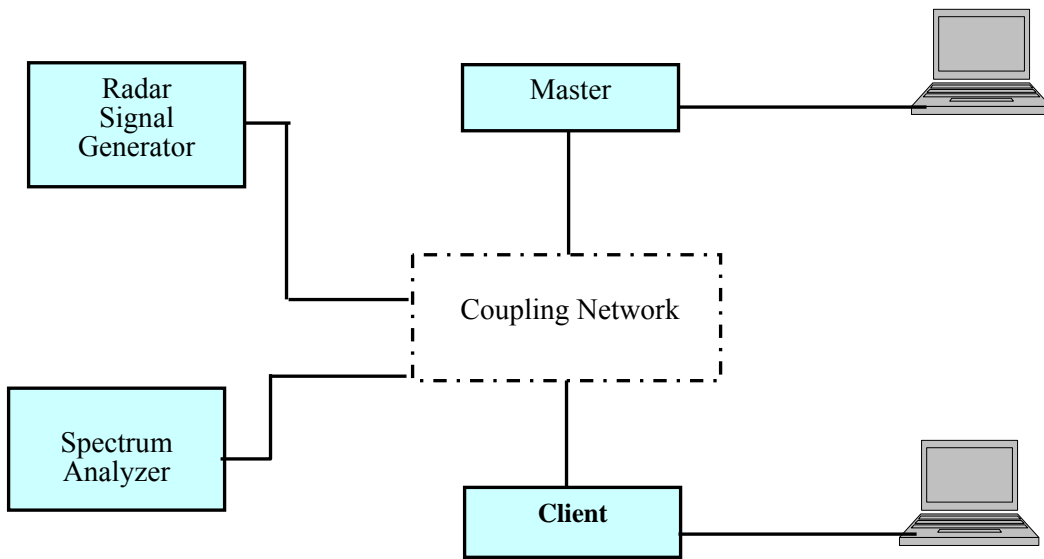 Radar
Signal
Generator
Master
Coupling Network
Spectrum
Analyzer
Client